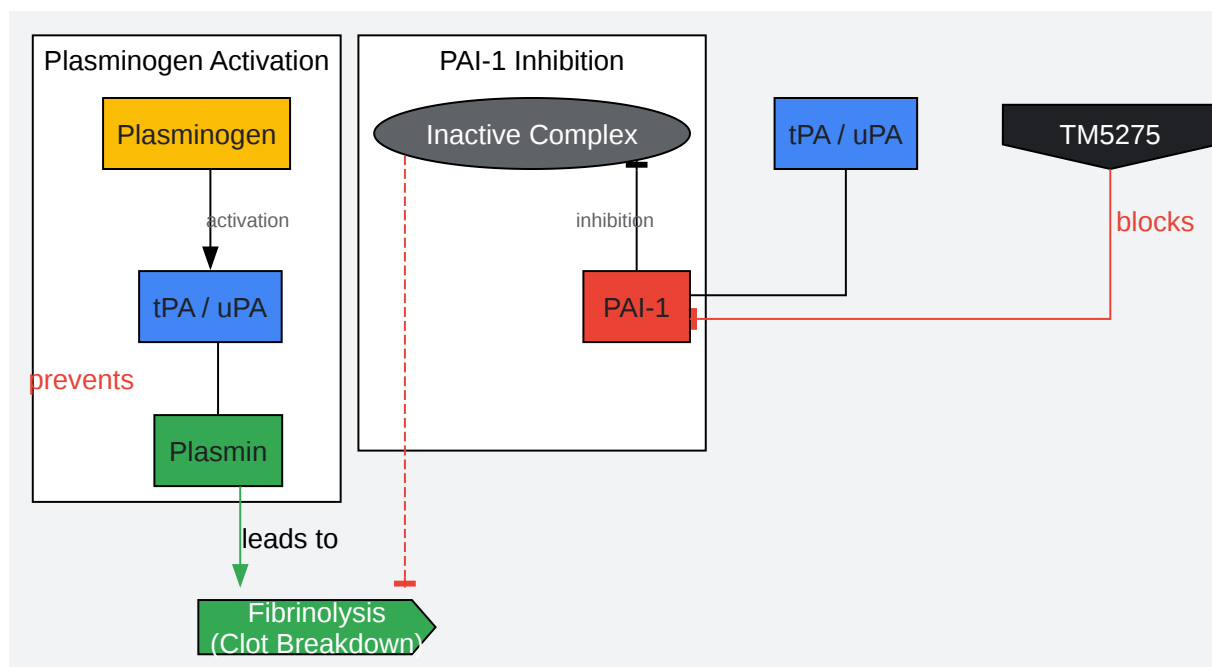 Plasminogen Activation
Plasminogen
activation
tPA / uPA
prevents
Plasmin
leads to
Fibrinolysis
(Clot Breakdown)
PAI-1 Inhibition
Inactive Complex
inhibition
PAI-1
tPA / uPA
TM5275
blocks